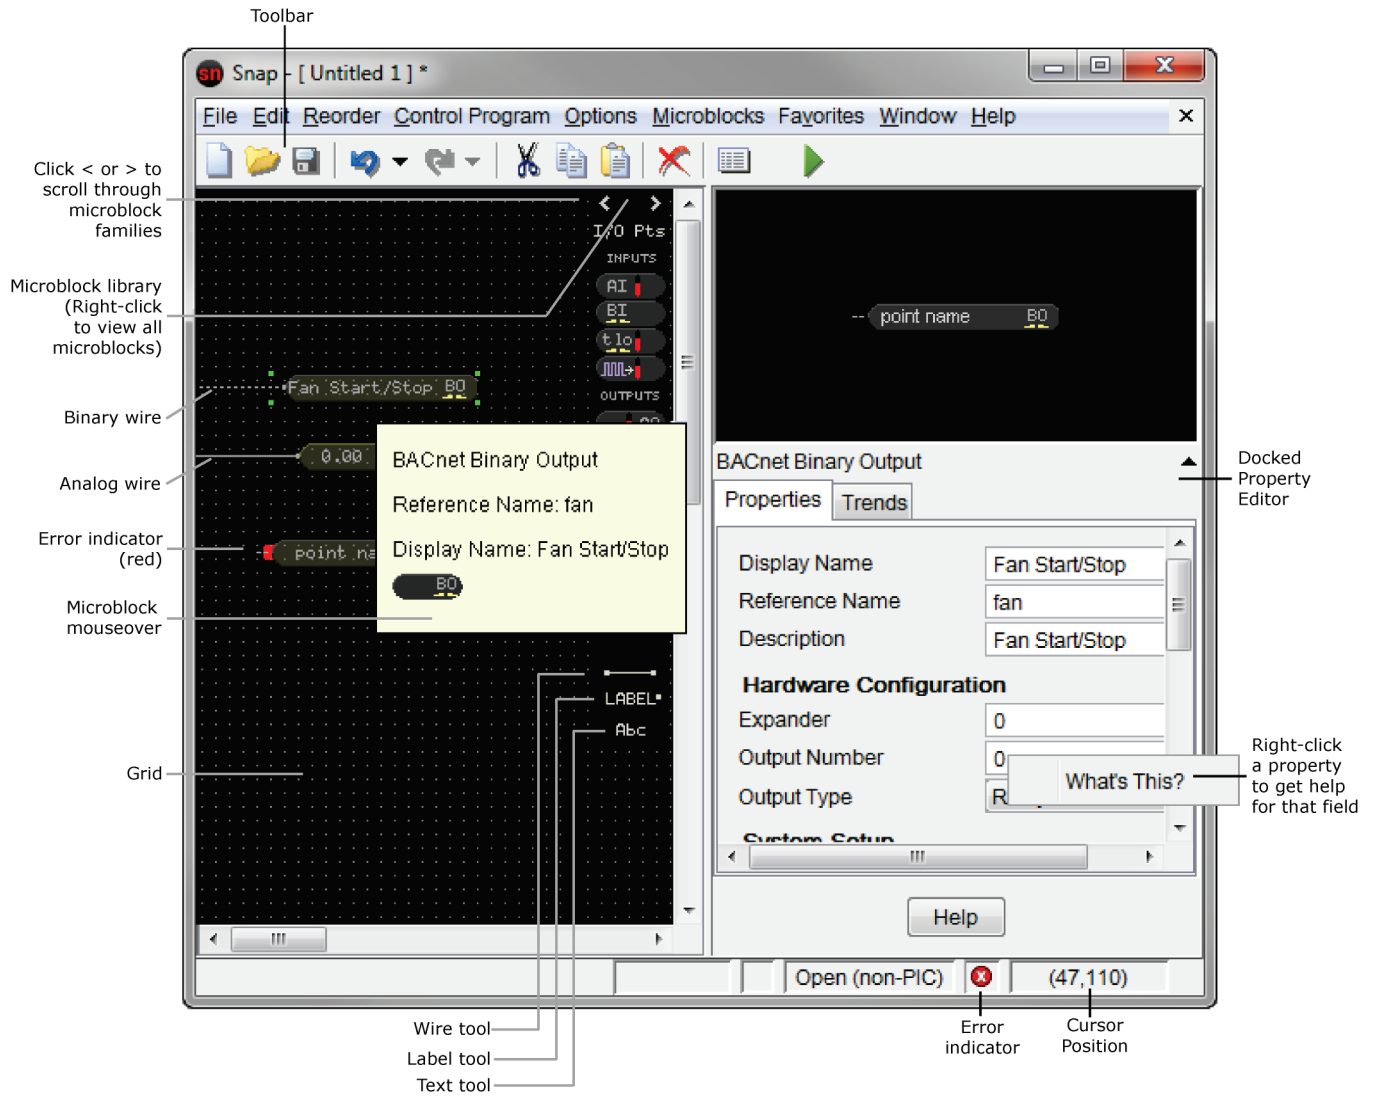 Toolbar
sn Snap - [ Untitled 1 ] *
File Edit Reorder Control Program Options Microblocks Favorites Window Help
Click < or > to
scroll through
microblock
families
Microblock library
(Right-click
to view all
microblocks)
Binary wire
Analog wire
Error indicator
(red)
Microblock
mouseover
Grid
< >
I/O Pts
INPUTS
AI
BI
tlo
OUTPUTS
AO
Fan Start/Stop BO
0.00
point na
BACnet Binary Output
Reference Name: fan
Display Name: Fan Start/Stop
BO
LABEL
Abc
point name BO
BACnet Binary Output
Properties Trends
Display Name Fan Start/Stop
Reference Name fan
Description Fan Start/Stop
Hardware Configuration
Expander 0
Output Number 0
What's This?
Output Type R
System Setup
Help
Docked
Property
Editor
Right-click
a property
to get help
for that field
Open (non-PIC) (47,110)
Wire tool
Label tool
Text tool
Error
indicator
Cursor
Position